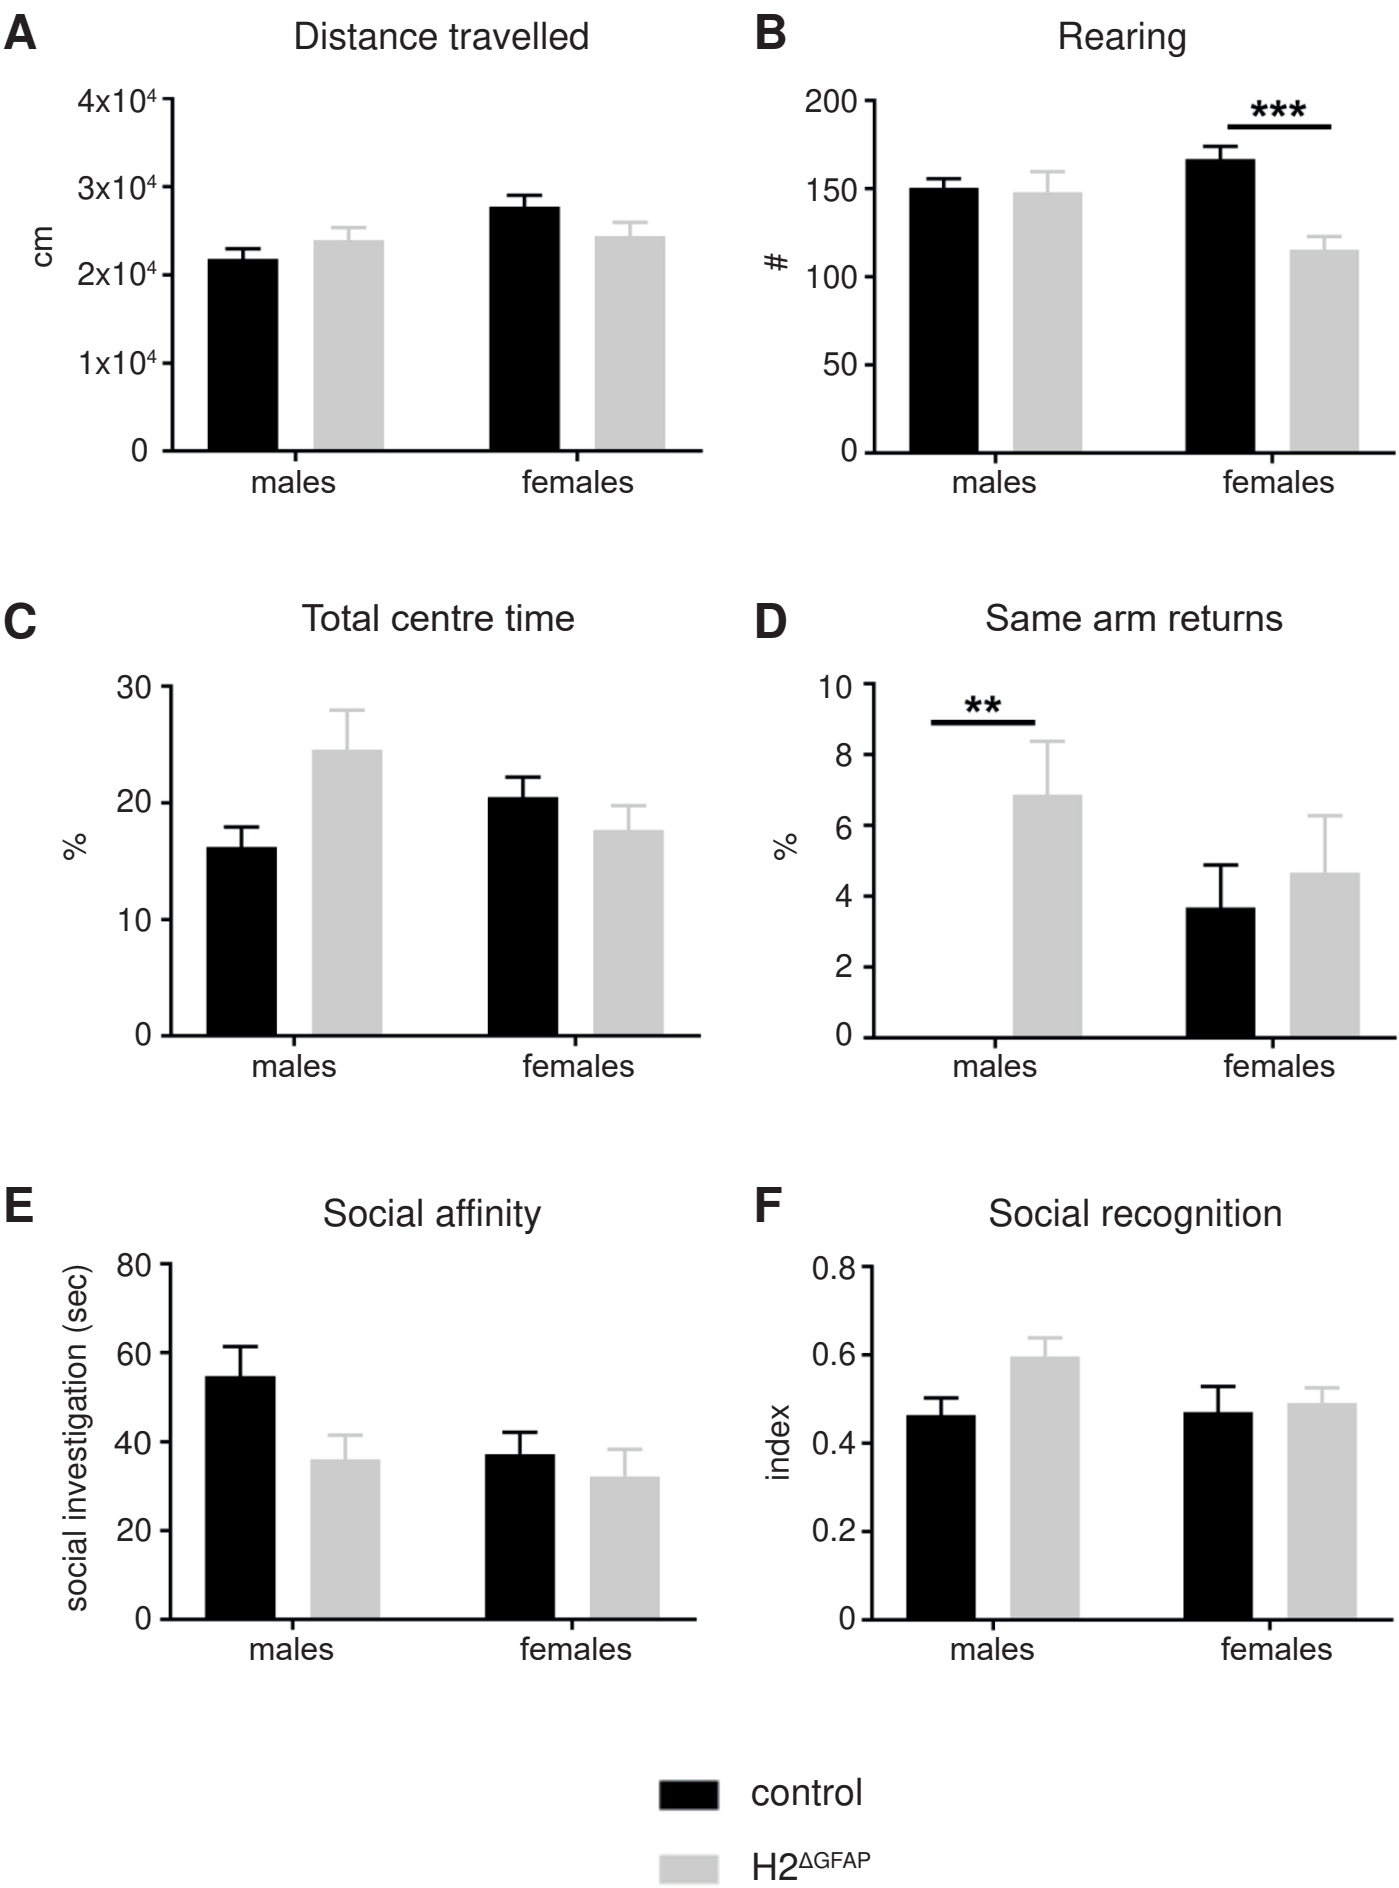 A Distance travelled
4x10⁴
3x10⁴
2x10⁴
1x10⁴
0
cm
males females
B Rearing
200
150
100
50
0
#
***
males females
C Total centre time
30
20
10
0
%
males females
D Same arm returns
10
8
6
4
2
0
%
**
males females
E Social affinity
80
60
40
20
0
social investigation (sec)
males females
F Social recognition
0.8
0.6
0.4
0.2
0
index
males females
control
H2ΔGFAP